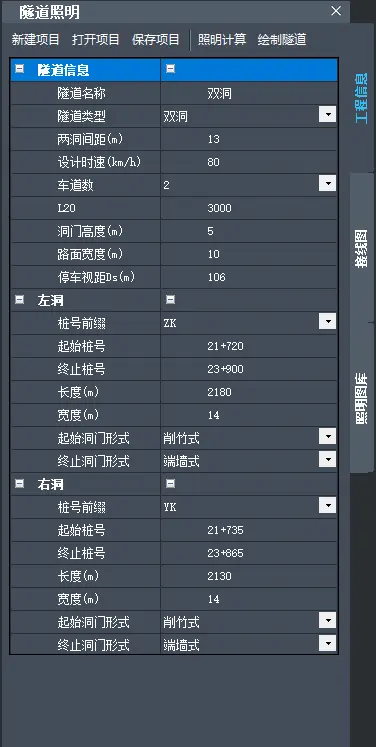 隧道照明
新建项目 打开项目 保存项目 照明计算 绘制隧道
隧道信息
隧道名称 双洞
隧道类型 双洞
两洞间距(m) 13
设计时速(km/h) 80
车道数 2
L20 3000
洞门高度(m) 5
路面宽度(m) 10
停车视距Ds(m) 106
左洞
桩号前缀 ZK
起始桩号 21+720
终止桩号 23+900
长度(m) 2180
宽度(m) 14
起始洞门形式 削竹式
终止洞门形式 端墙式
右洞
桩号前缀 YK
起始桩号 21+735
终止桩号 23+865
长度(m) 2130
宽度(m) 14
起始洞门形式 削竹式
终止洞门形式 端墙式
工程信息
接线图
照明图库